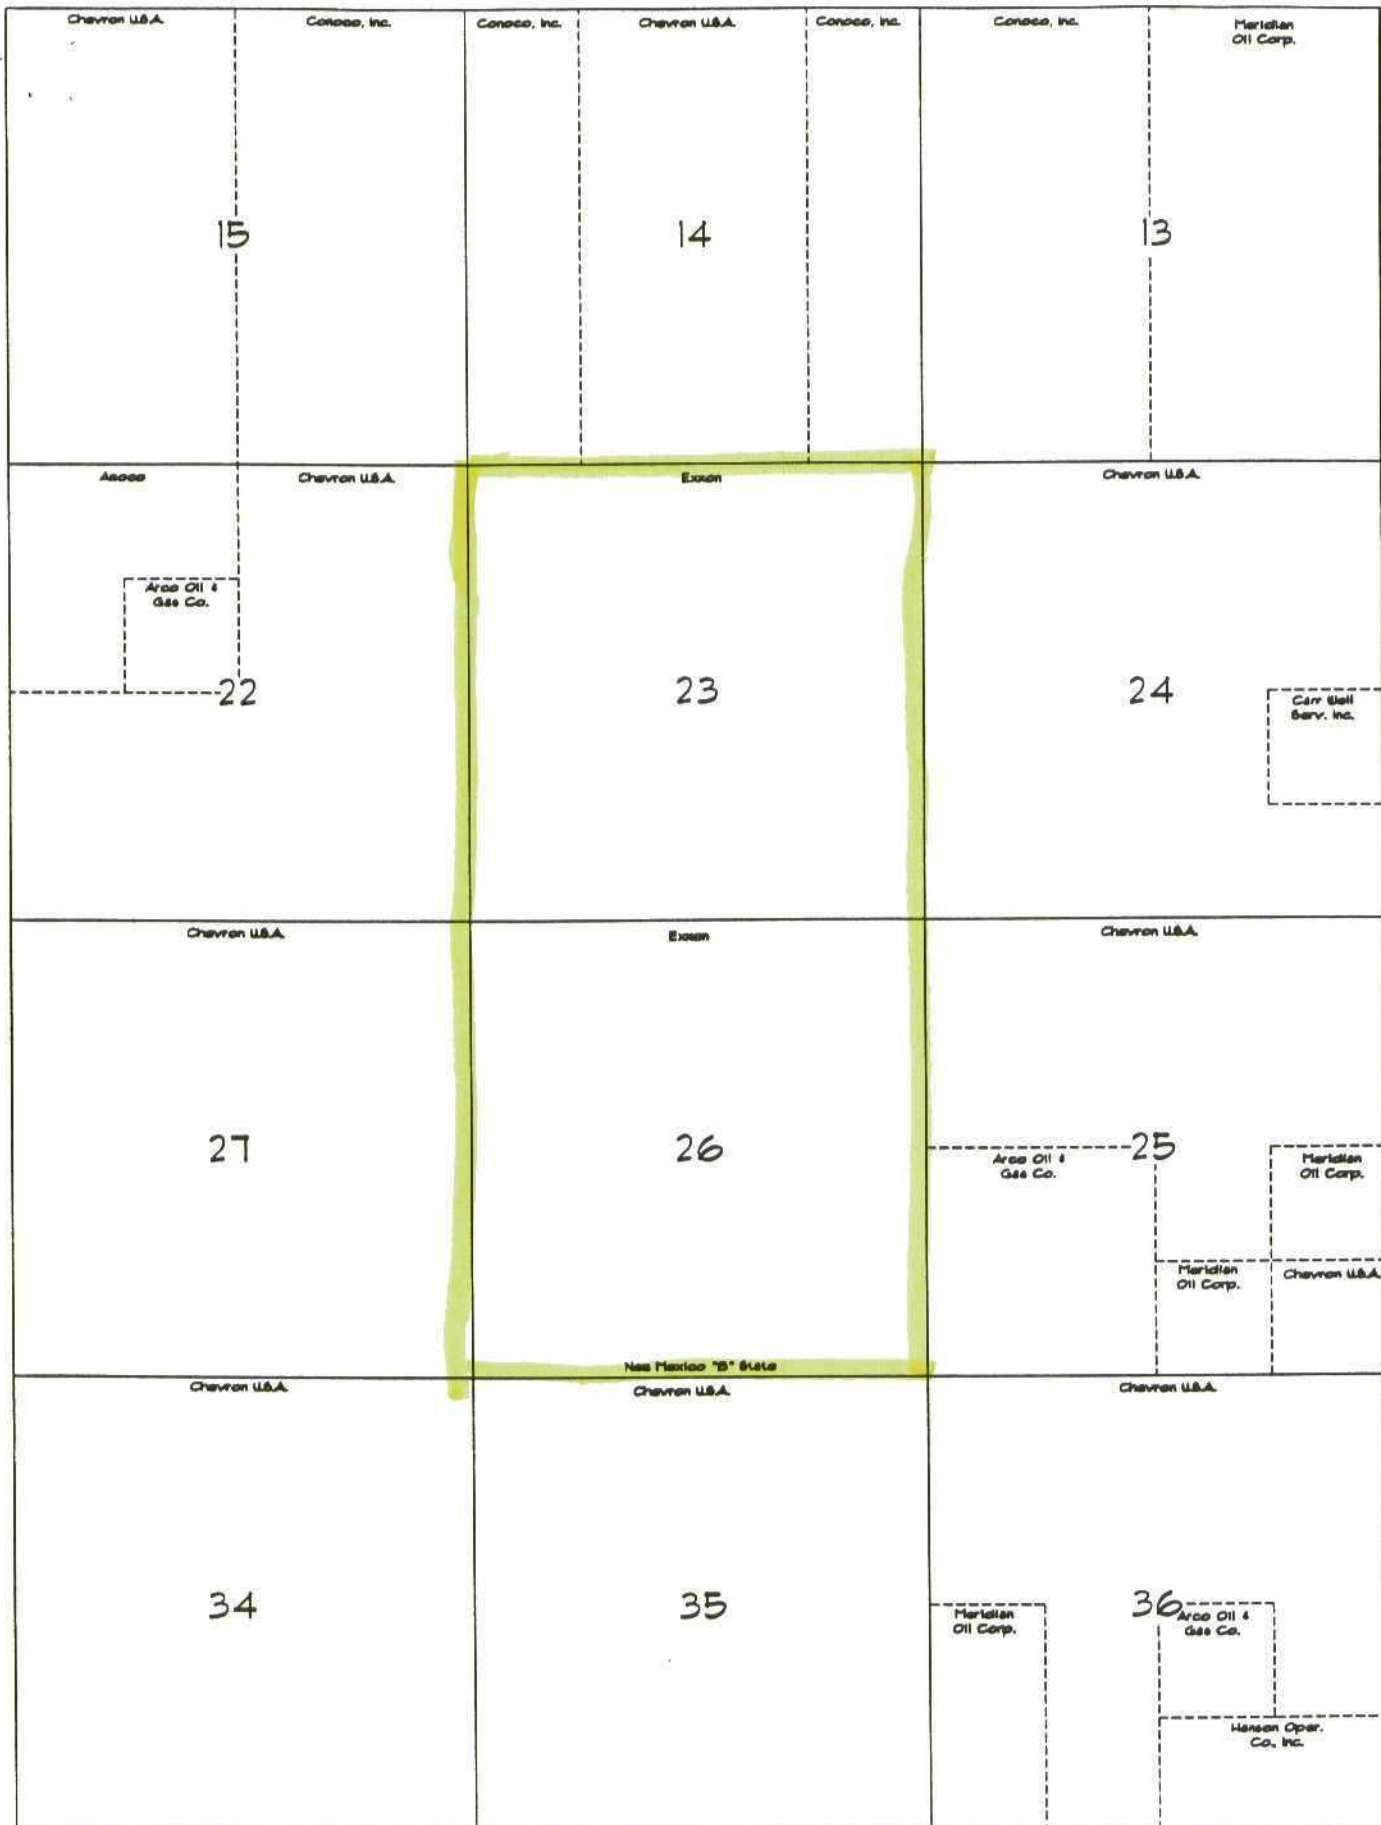 Chevron U.S.A.
Conoco, Inc.
Conoco, Inc.
Chevron U.S.A.
Conoco, Inc.
Conoco, Inc.
Meridian
Oil Corp.
15
14
13
Amoco
Chevron U.S.A.
Exxon
Chevron U.S.A.
Arco Oil &
Gas Co.
22
23
24
Carr Well
Serv. Inc.
Chevron U.S.A.
Exxon
Chevron U.S.A.
27
26
25
Arco Oil &
Gas Co.
Meridian
Oil Corp.
Meridian
Oil Corp.
Chevron U.S.A.
New Mexico "S" State
Chevron U.S.A.
Chevron U.S.A.
Chevron U.S.A.
34
35
36
Meridian
Oil Corp.
Arco Oil &
Gas Co.
Hanson Oper.
Co., Inc.